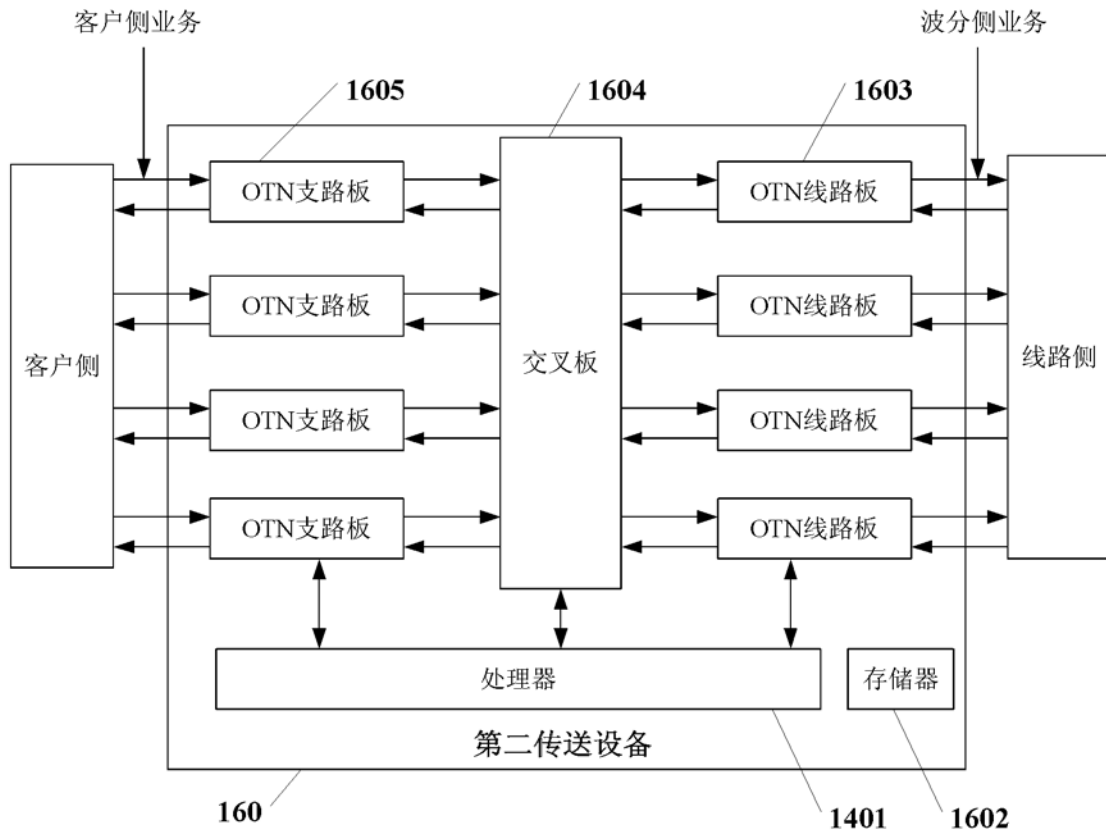 客户侧业务
波分侧业务
1605
1604
1603
OTN支路板
OTN线路板
OTN支路板
OTN线路板
客户侧
交叉板
线路侧
OTN支路板
OTN线路板
OTN支路板
OTN线路板
处理器
存储器
第二传送设备
160
1401
1602